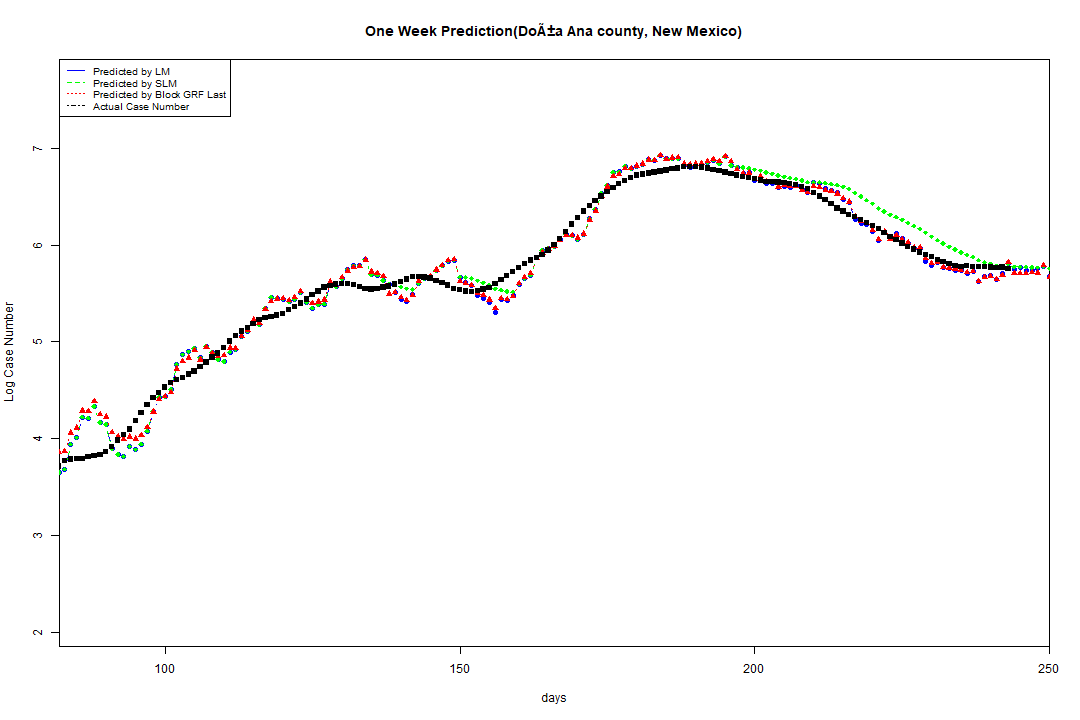 One Week Prediction(DoÃ±a Ana county, New Mexico)
Predicted by LM
Predicted by SLM
Predicted by Block GRF Last
Actual Case Number
7
6
5
4
3
2
Log Case Number
100
150
200
250
days